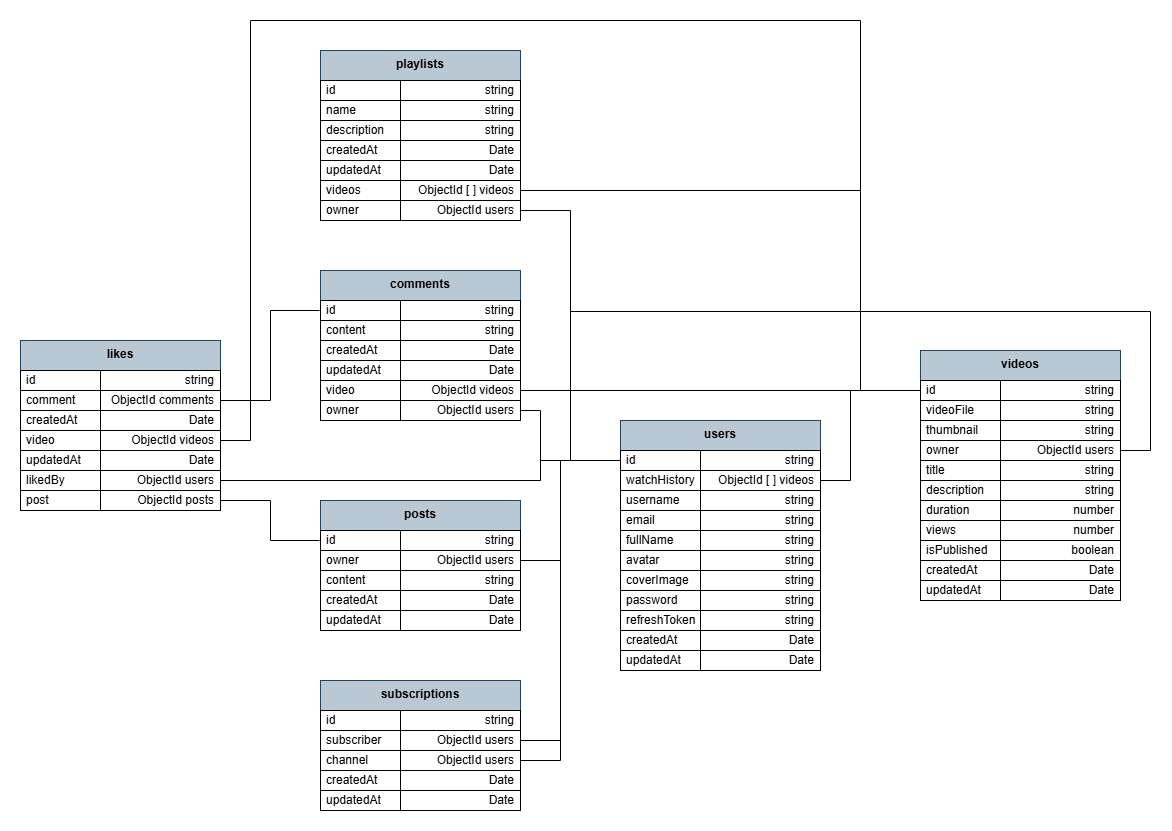 playlists
id string
name string
description string
createdAt Date
updatedAt Date
videos ObjectId [ ] videos
owner ObjectId users
comments
id string
content string
createdAt Date
updatedAt Date
video ObjectId videos
owner ObjectId users
likes
id string
comment ObjectId comments
createdAt Date
video ObjectId videos
updatedAt Date
likedBy ObjectId users
post ObjectId posts
posts
id string
owner ObjectId users
content string
createdAt Date
updatedAt Date
subscriptions
id string
subscriber ObjectId users
channel ObjectId users
createdAt Date
updatedAt Date
users
id string
watchHistory ObjectId [ ] videos
username string
email string
fullName string
avatar string
coverImage string
password string
refreshToken string
createdAt Date
updatedAt Date
videos
id string
videoFile string
thumbnail string
owner ObjectId users
title string
description string
duration number
views number
isPublished boolean
createdAt Date
updatedAt Date